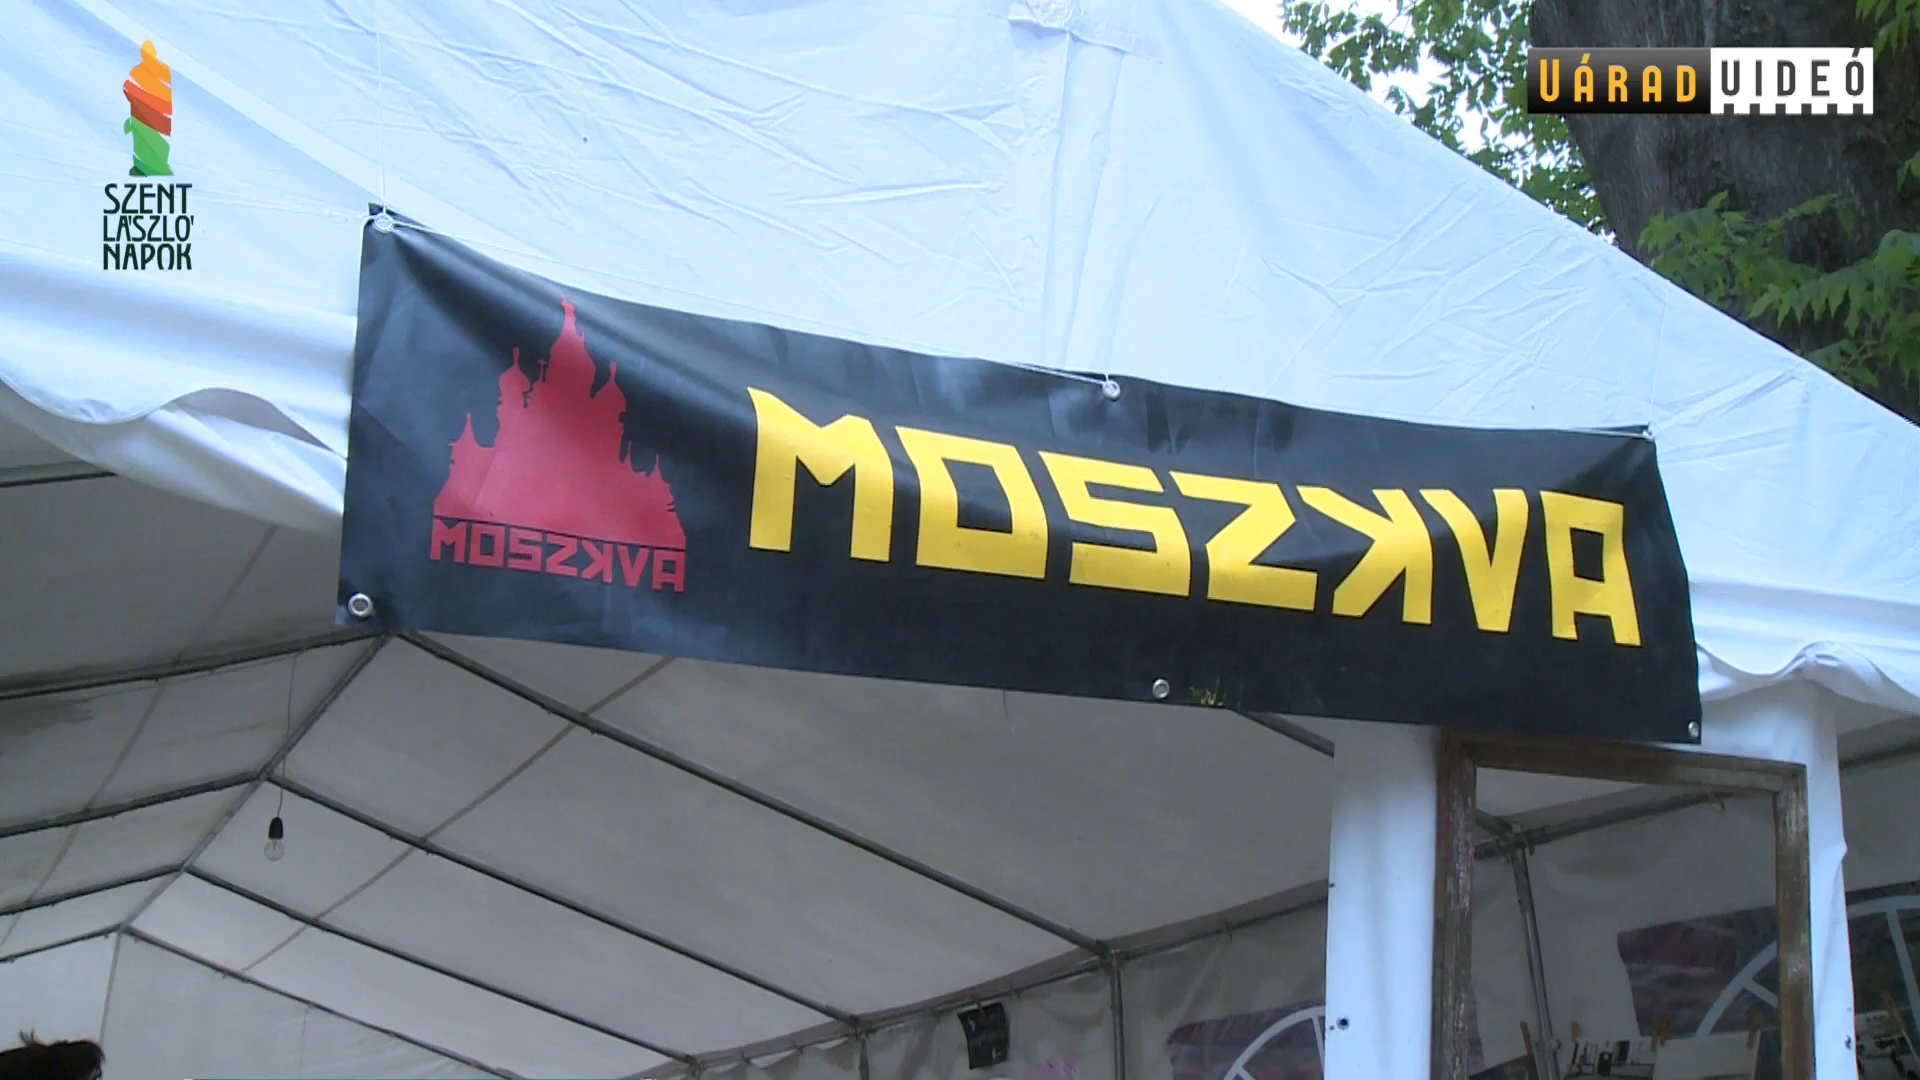 SZENT
LÁSZLÓ
NAPOK
VÁRAD VIDEÓ
MOSZKVA
MOSZKVA